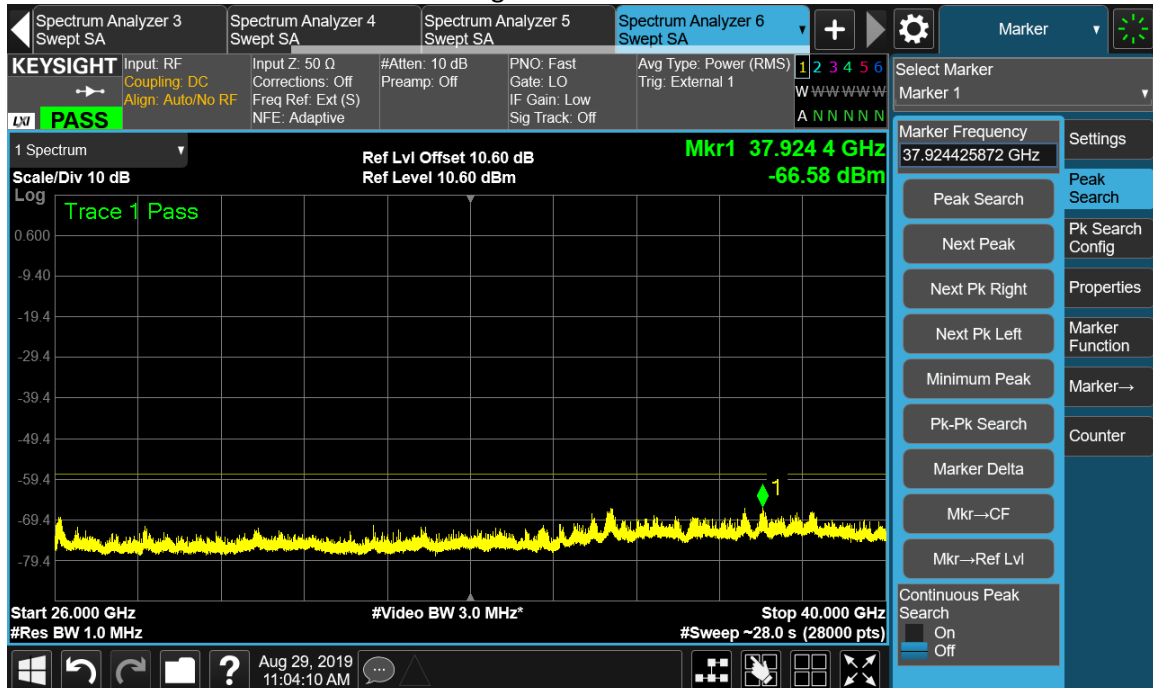 Spectrum Analyzer 3
Swept SA
Spectrum Analyzer 4
Swept SA
Spectrum Analyzer 5
Swept SA
Spectrum Analyzer 6
Swept SA
+
Marker
KEYSIGHT
LXI
PASS
Input: RF
Coupling: DC
Align: Auto/No RF
Input Z: 50 Ω
Corrections: Off
Freq Ref: Ext (S)
NFE: Adaptive
#Atten: 10 dB
Preamp: Off
PNO: Fast
Gate: LO
IF Gain: Low
Sig Track: Off
Avg Type: Power (RMS)
Trig: External 1
1 2 3 4 5 6
W W W W W W
A N N N N N
Select Marker
Marker 1
1 Spectrum
Scale/Div 10 dB
Log
Ref Lvl Offset 10.60 dB
Ref Level 10.60 dBm
Mkr1 37.924 4 GHz
-66.58 dBm
Trace 1 Pass
0.600
-9.40
-19.4
-29.4
-39.4
-49.4
-59.4
-69.4
-79.4
1
Start 26.000 GHz
#Res BW 1.0 MHz
#Video BW 3.0 MHz*
Stop 40.000 GHz
#Sweep ~28.0 s (28000 pts)
Marker Frequency
37.924425872 GHz
Peak Search
Next Peak
Next Pk Right
Next Pk Left
Minimum Peak
Pk-Pk Search
Marker Delta
Mkr→CF
Mkr→Ref Lvl
Continuous Peak
Search
On
Off
Settings
Peak
Search
Pk Search
Config
Properties
Marker
Function
Marker→
Counter
?
Aug 29, 2019
11:04:10 AM